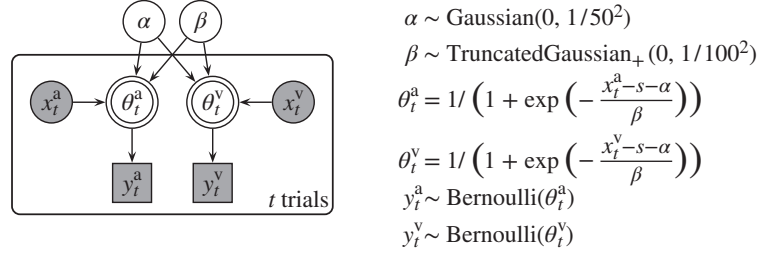 α β
x_t^a θ_t^a θ_t^v x_t^v
y_t^a y_t^v
t trials
α ~ Gaussian(0, 1/50²)
β ~ TruncatedGaussian₊(0, 1/100²)
θ_t^a = 1/(1 + exp(− (x_t^a−s−α)/β))
θ_t^v = 1/(1 + exp(− (x_t^v−s−α)/β))
y_t^a ~ Bernoulli(θ_t^a)
y_t^v ~ Bernoulli(θ_t^v)